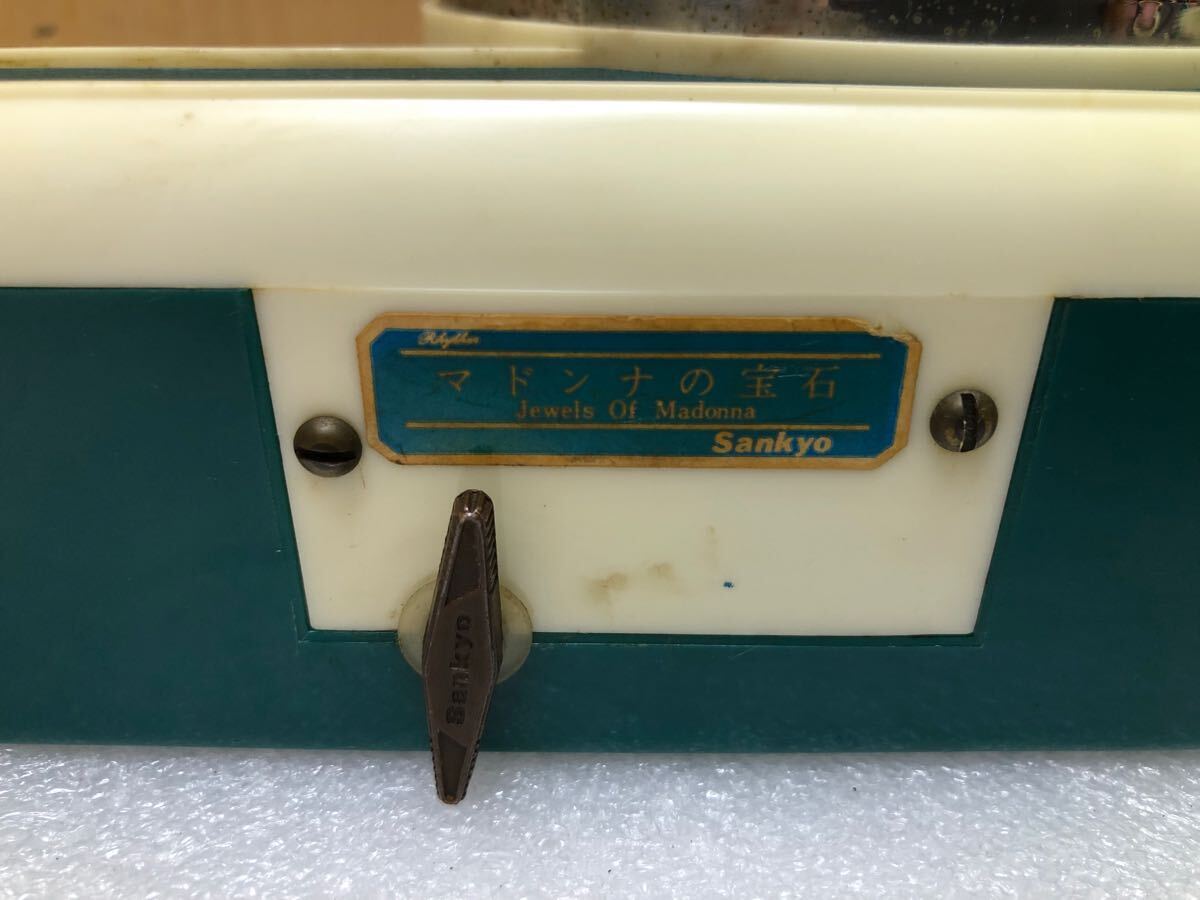 Rhythm
マドンナの宝石
Jewels Of Madonna
Sankyo
Sankyo